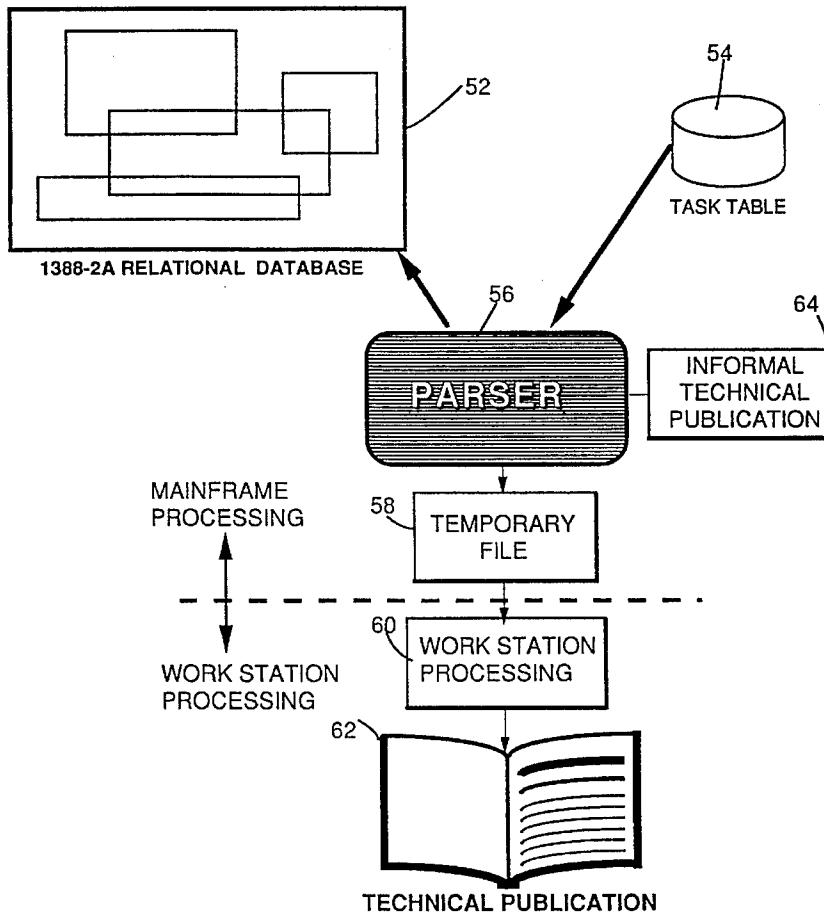 52
54
TASK TABLE
1388-2A RELATIONAL DATABASE
56
64
PARSER
INFORMAL
TECHNICAL
PUBLICATION
MAINFRAME
PROCESSING
58
TEMPORARY
FILE
60
WORK STATION
PROCESSING
WORK STATION
PROCESSING
62
TECHNICAL PUBLICATION